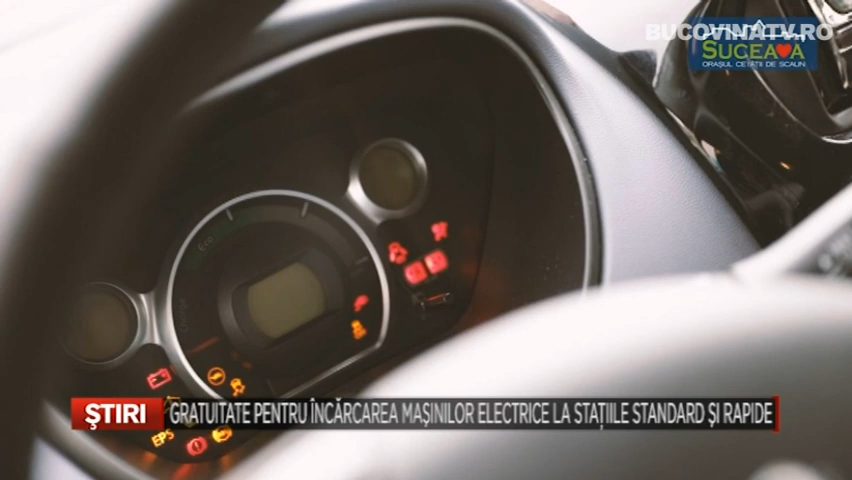 BUCOVINATV.RO
SUCEAVA
ORAȘUL CETĂȚII DE SCAUN
Eco
EPS
ȘTIRI
GRATUITATE PENTRU ÎNCĂRCAREA MAȘINILOR ELECTRICE LA STAȚIILE STANDARD ȘI RAPIDE